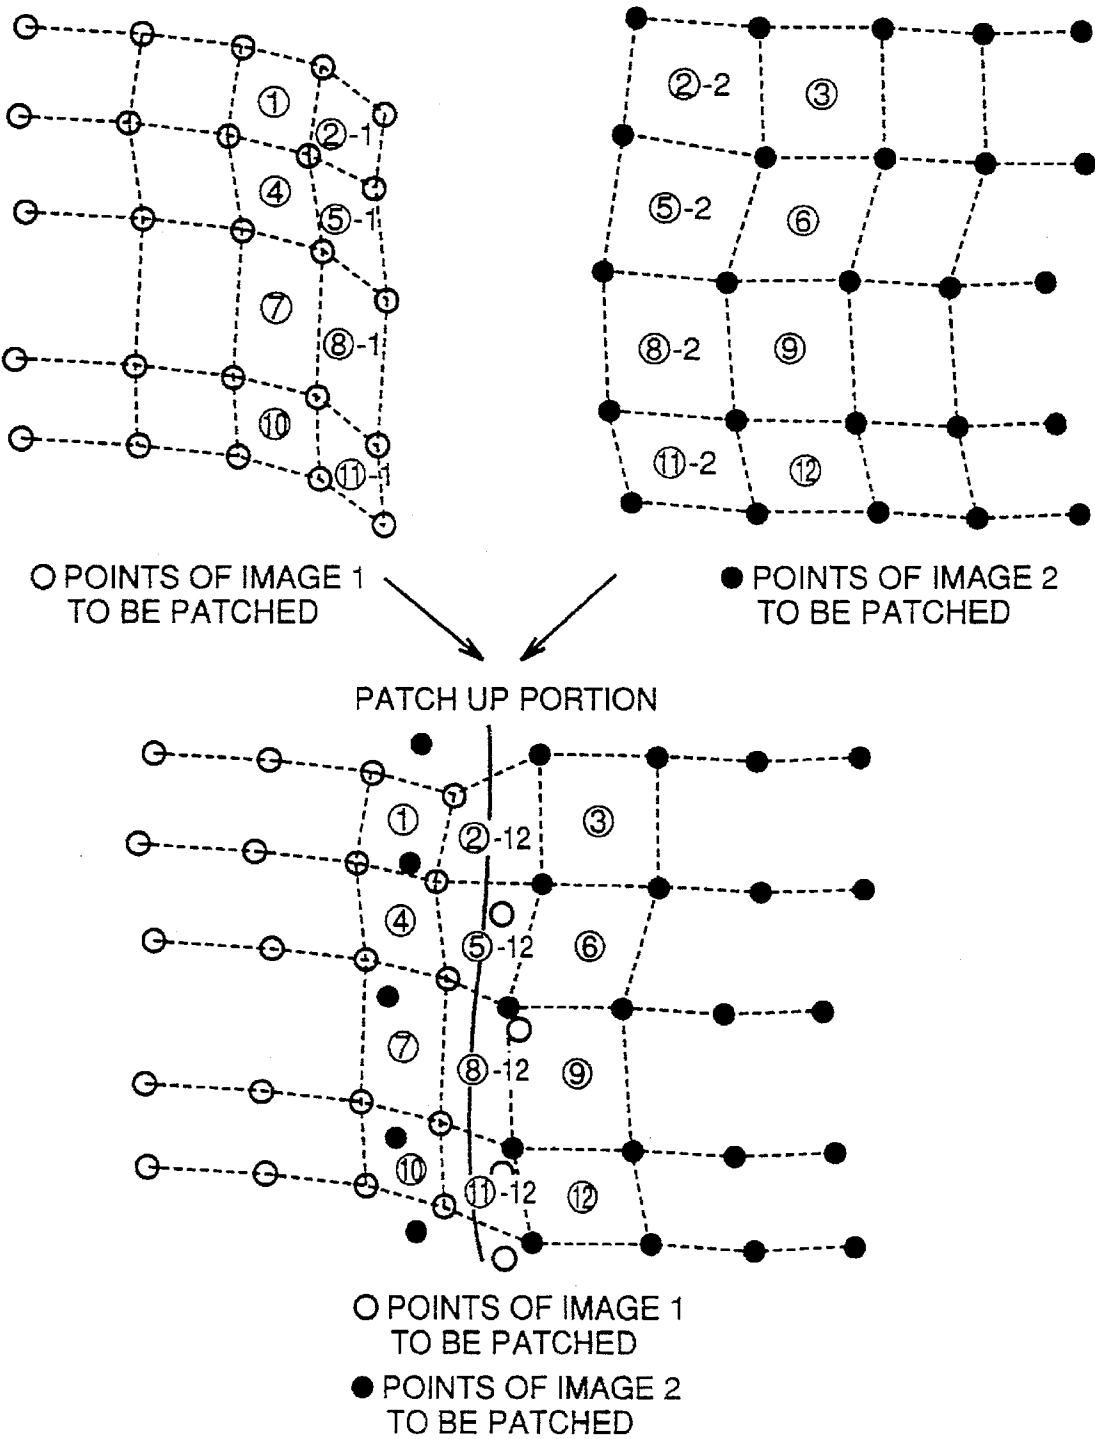 ① ②-1
④ ⑤-1
⑦ ⑧-1
⑩ ⑪-1
②-2 ③
⑤-2 ⑥
⑧-2 ⑨
⑪-2 ⑫
POINTS OF IMAGE 1
TO BE PATCHED
POINTS OF IMAGE 2
TO BE PATCHED
PATCH UP PORTION
① ②-12 ③
④ ⑤-12 ⑥
⑦ ⑧-12 ⑨
⑩ ⑪-12 ⑫
POINTS OF IMAGE 1
TO BE PATCHED
POINTS OF IMAGE 2
TO BE PATCHED